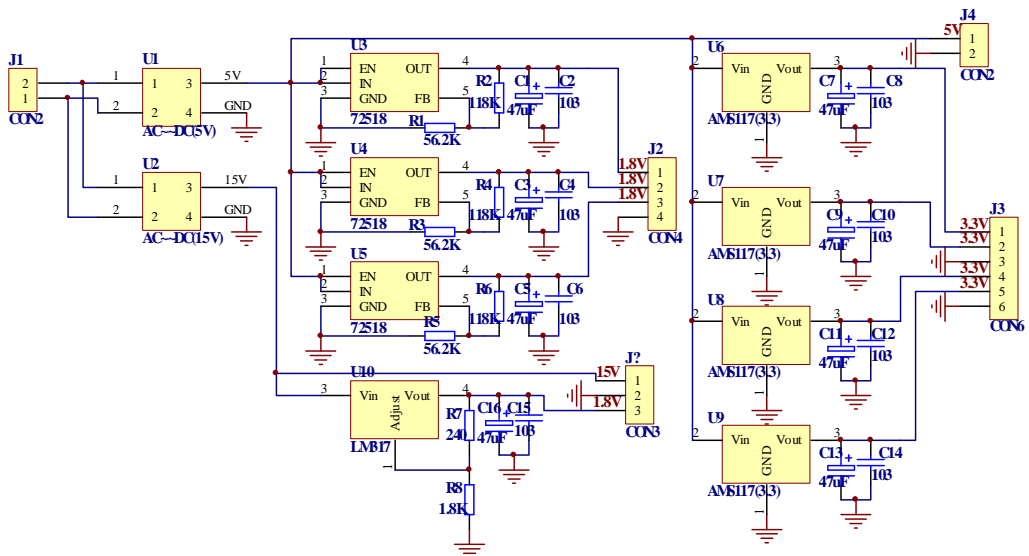 J1
2
1
CON2
U1
1
2
3
4
5V
GND
AC~~DC(5V)
U2
1
2
3
4
15V
GND
AC~~DC(15V)
U3
1
2
3
EN
IN
GND
OUT
FB
4
5
72518
R1
56.2K
R2
118K
C1
47uF
C2
103
U4
1
2
3
EN
IN
GND
OUT
FB
4
5
72518
R3
56.2K
R4
118K
C3
47uF
C4
103
U5
1
2
3
EN
IN
GND
OUT
FB
4
5
72518
R5
56.2K
R6
118K
C5
47uF
C6
103
J2
1.8V
1.8V
1.8V
1
2
3
4
CON4
U10
3
Vin
Adjust
Vout
4
1
LM317
R7
240
R8
1.8K
C16
47uF
C15
103
J?
15V
1.8V
1
2
3
CON3
U6
2
Vin
Vout
GND
3
1
AMS117(3.3)
C7
47uF
C8
103
U7
2
Vin
Vout
GND
3
1
AMS117(3.3)
C9
47uF
C10
103
U8
2
Vin
Vout
GND
3
1
AMS117(3.3)
C11
47uF
C12
103
U9
2
Vin
Vout
GND
3
1
AMS117(3.3)
C13
47uF
C14
103
J4
5V
1
2
CON2
J3
3.3V
3.3V
3.3V
3.3V
1
2
3
4
5
6
CON6